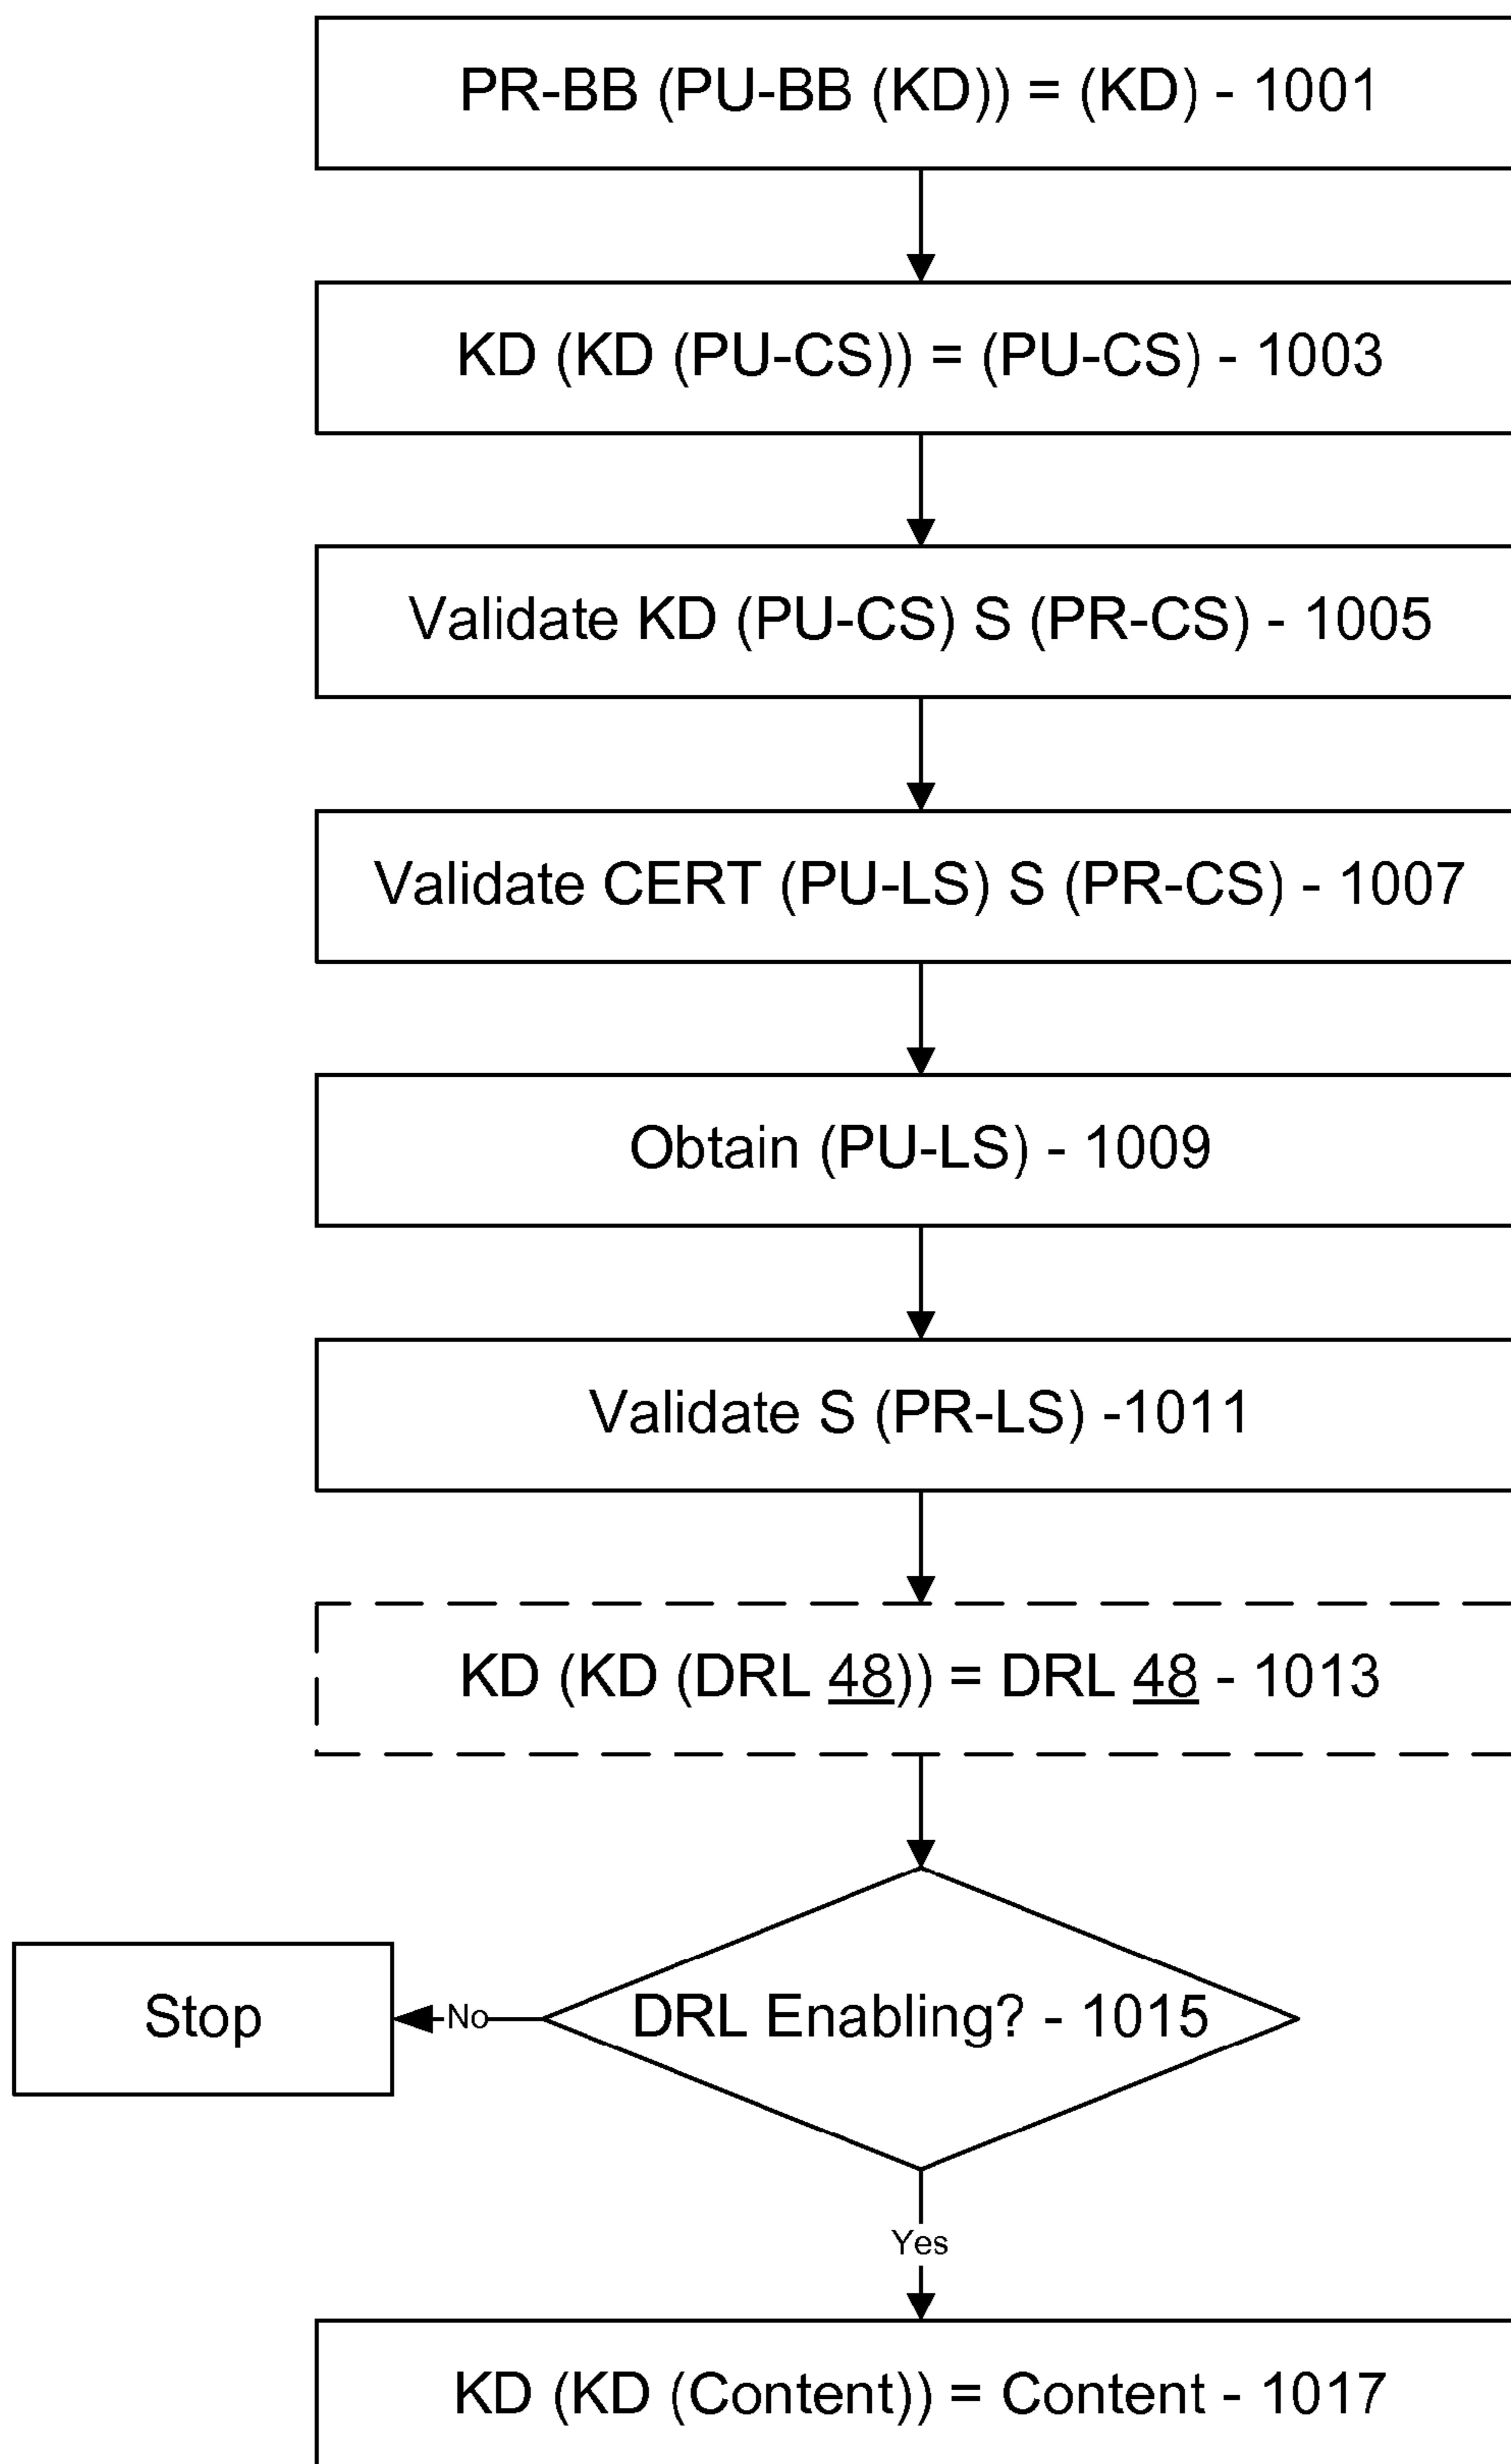 PR-BB (PU-BB (KD)) = (KD) - 1001
KD (KD (PU-CS)) = (PU-CS) - 1003
Validate KD (PU-CS) S (PR-CS) - 1005
Validate CERT (PU-LS) S (PR-CS) - 1007
Obtain (PU-LS) - 1009
Validate S (PR-LS) -1011
KD (KD (DRL 48)) = DRL 48 - 1013
DRL Enabling? - 1015
No
Stop
Yes
KD (KD (Content)) = Content - 1017